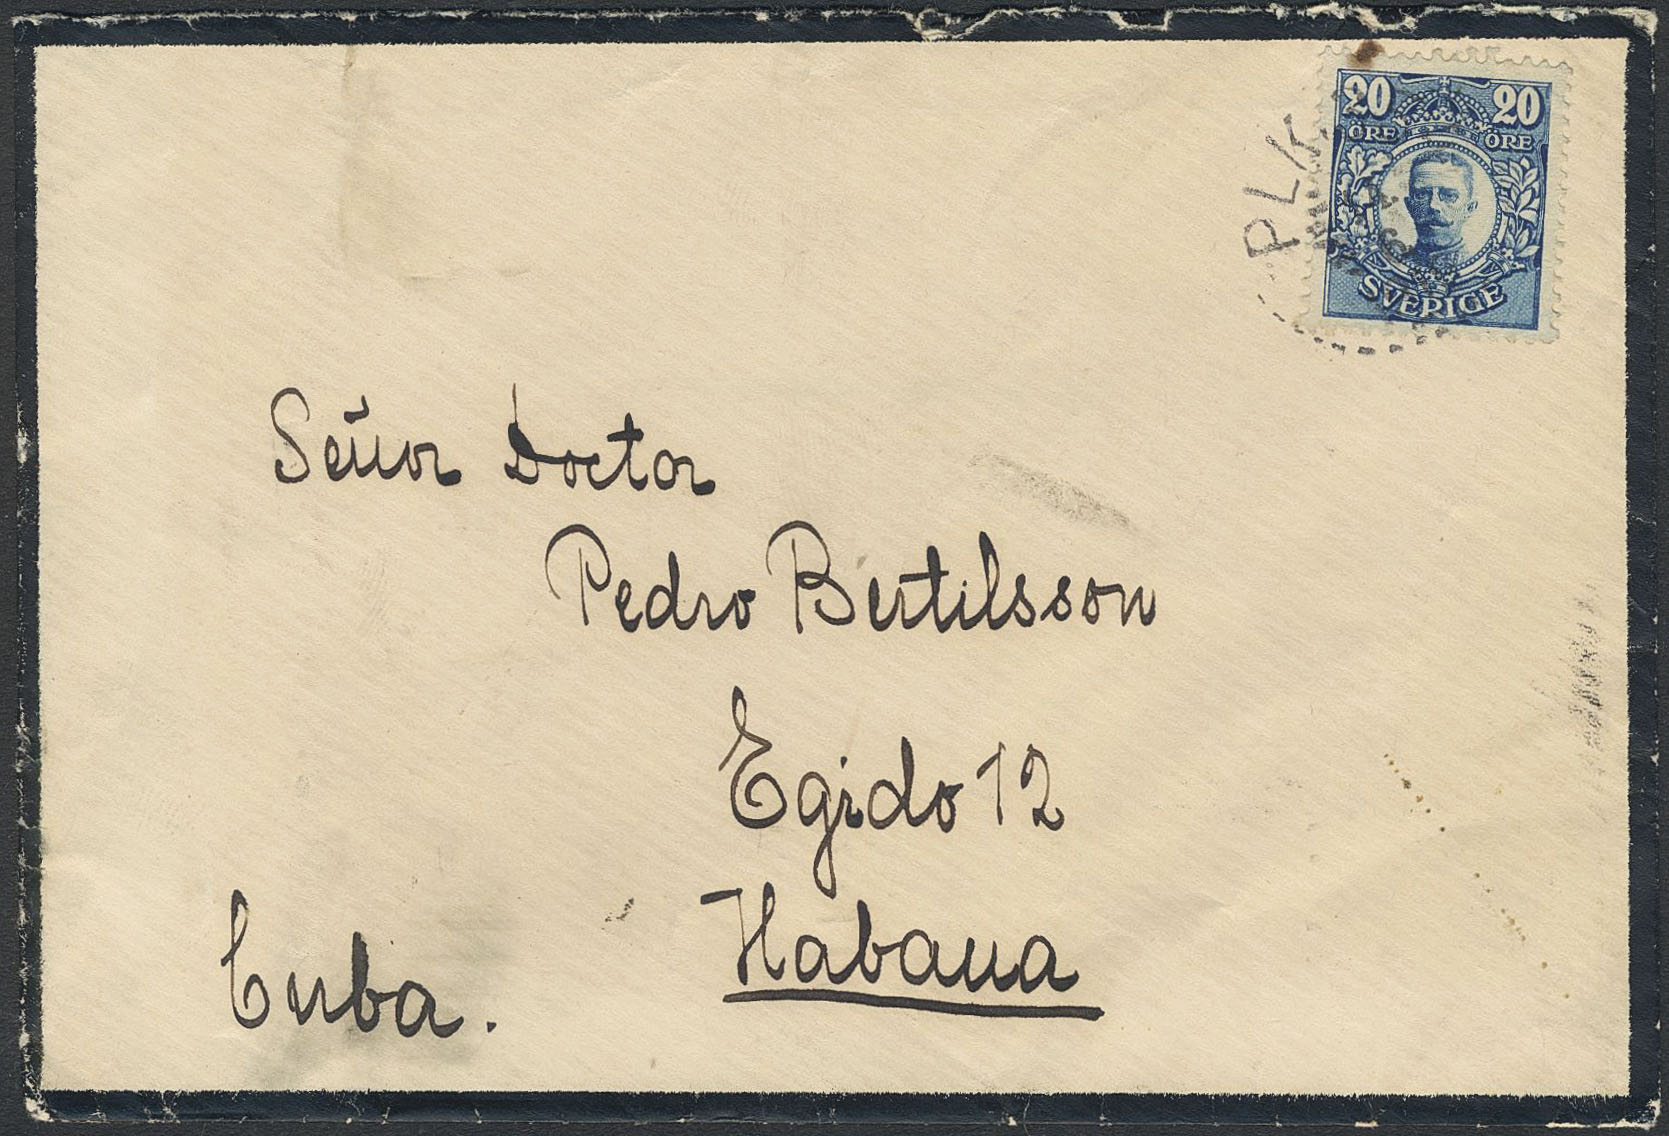 20 20
ÖRE ÖRE
SVERIGE
PLK
Señor Doctor
Pedro Bertilsson
Egido 12
Habana
Cuba.